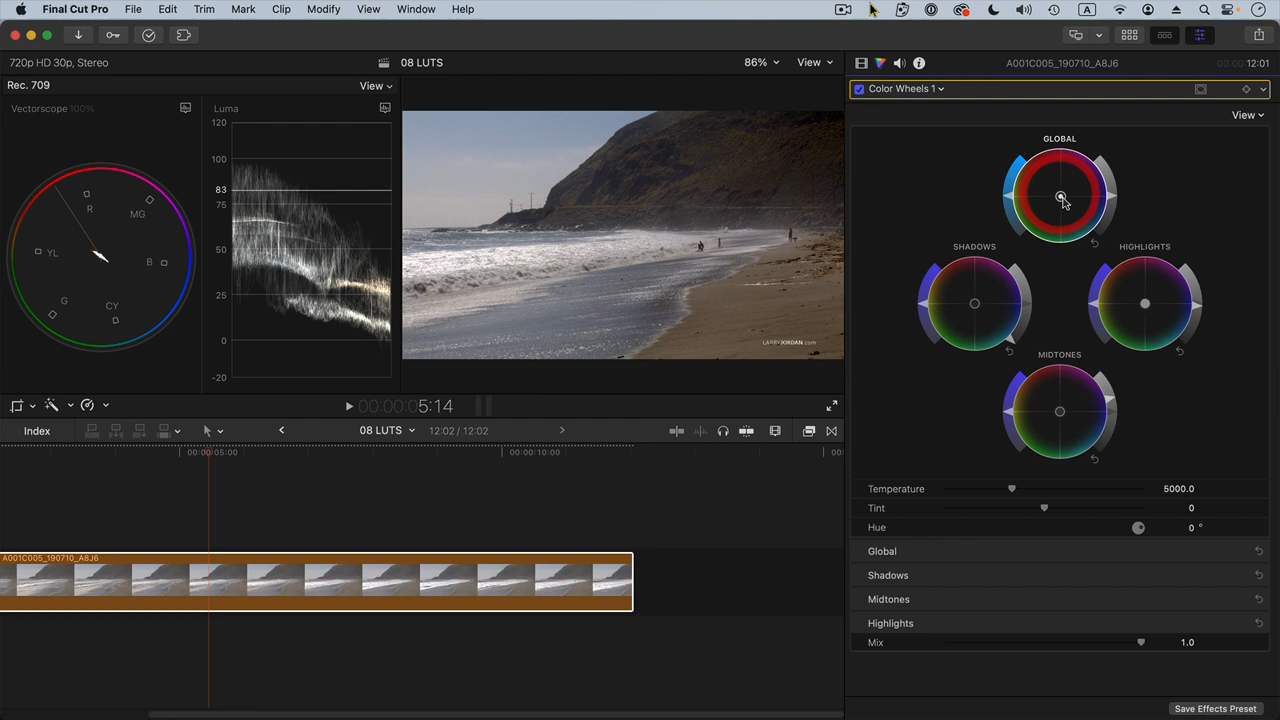 Final Cut Pro File Edit Trim Mark Clip Modify View Window Help A
720p HD 30p, Stereo 08 LUTS 86% View A001C005_190710_A8J6 00:00 12:01
Rec. 709 View Color Wheels 1
Vectorscope 100% Luma View
120
GLOBAL
100
R MG
83
75
YL B
50
SHADOWS HIGHLIGHTS
G CY
25
0
LARRYJORDAN.com
MIDTONES
-20
00:00:00:05:14
Index 08 LUTS 12:02 / 12:02
00:00:05:00 00:00:10:00 00:
Temperature 5000.0
Tint 0
Hue 0 °
Global
A001C005_190710_A8J6
Shadows
Midtones
Highlights
Mix 1.0
Save Effects Preset